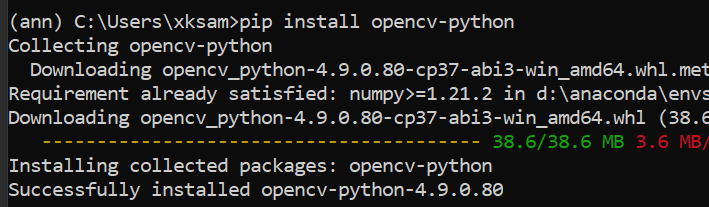 (ann) C:\Users\xksam>pip install opencv-python
Collecting opencv-python
Downloading opencv_python-4.9.0.80-cp37-abi3-win_amd64.whl.met
Requirement already satisfied: numpy>=1.21.2 in d:\anaconda\envs
Downloading opencv_python-4.9.0.80-cp37-abi3-win_amd64.whl (38.6
---------------------------------------- 38.6/38.6 MB 3.6 MB/
Installing collected packages: opencv-python
Successfully installed opencv-python-4.9.0.80